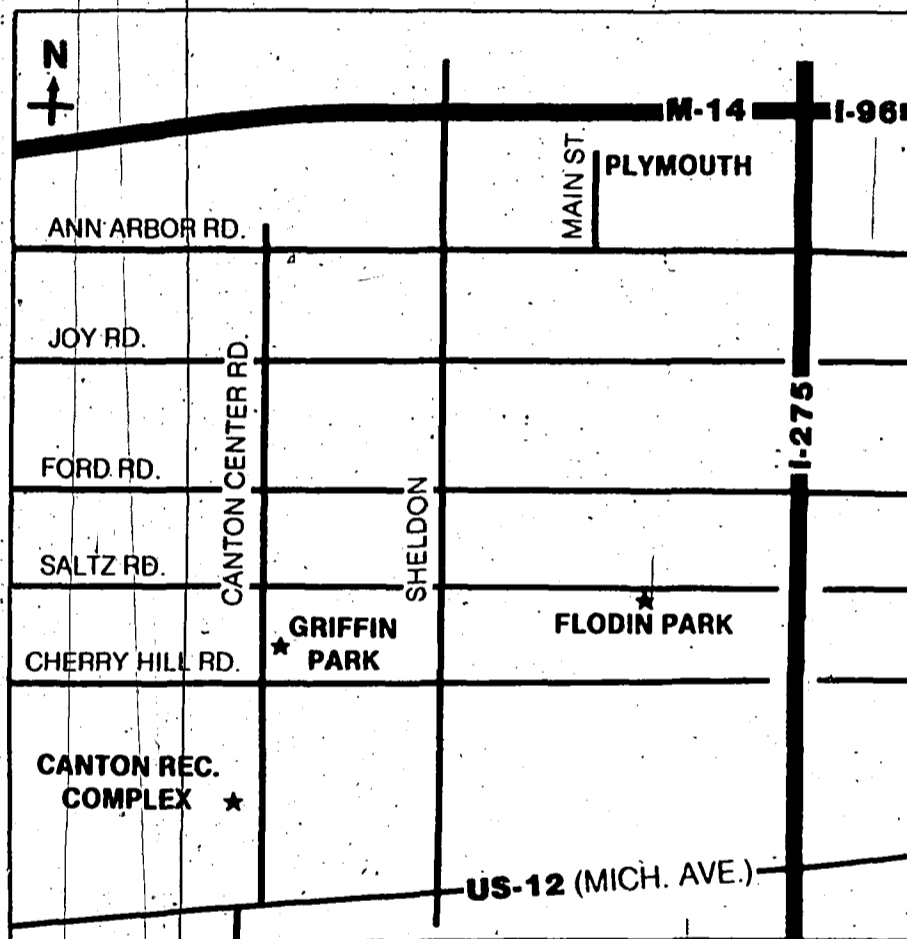 N
M-14
I-96
MAIN ST.
PLYMOUTH
ANN ARBOR RD.
JOY RD.
CANTON CENTER RD.
I-275
FORD RD.
SHELDON
SALTZ RD.
GRIFFIN
PARK
FLODIN PARK
CHERRY HILL RD.
CANTON REC.
COMPLEX
US-12 (MICH. AVE.)